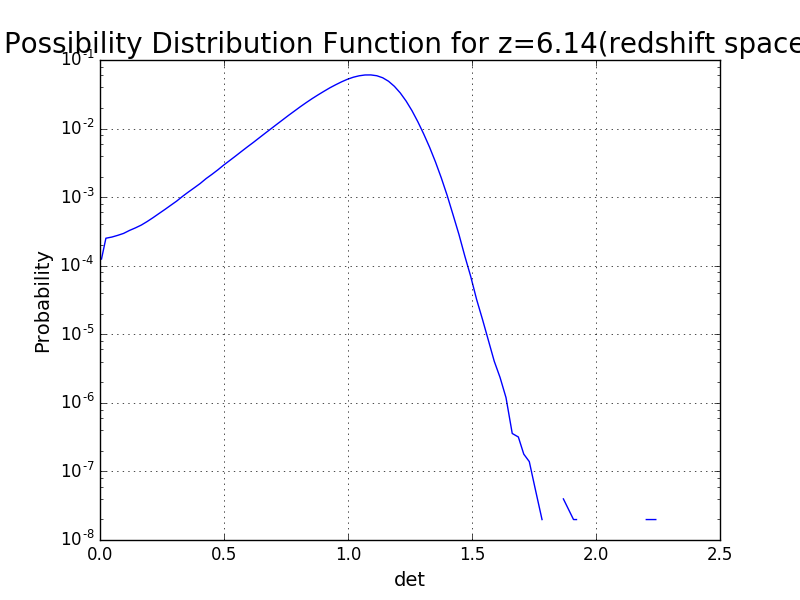 Possibility Distribution Function for z=6.14(redshift space
10^-1
10^-2
10^-3
10^-4
10^-5
10^-6
10^-7
10^-8
Probability
0.0 0.5 1.0 1.5 2.0 2.5
det